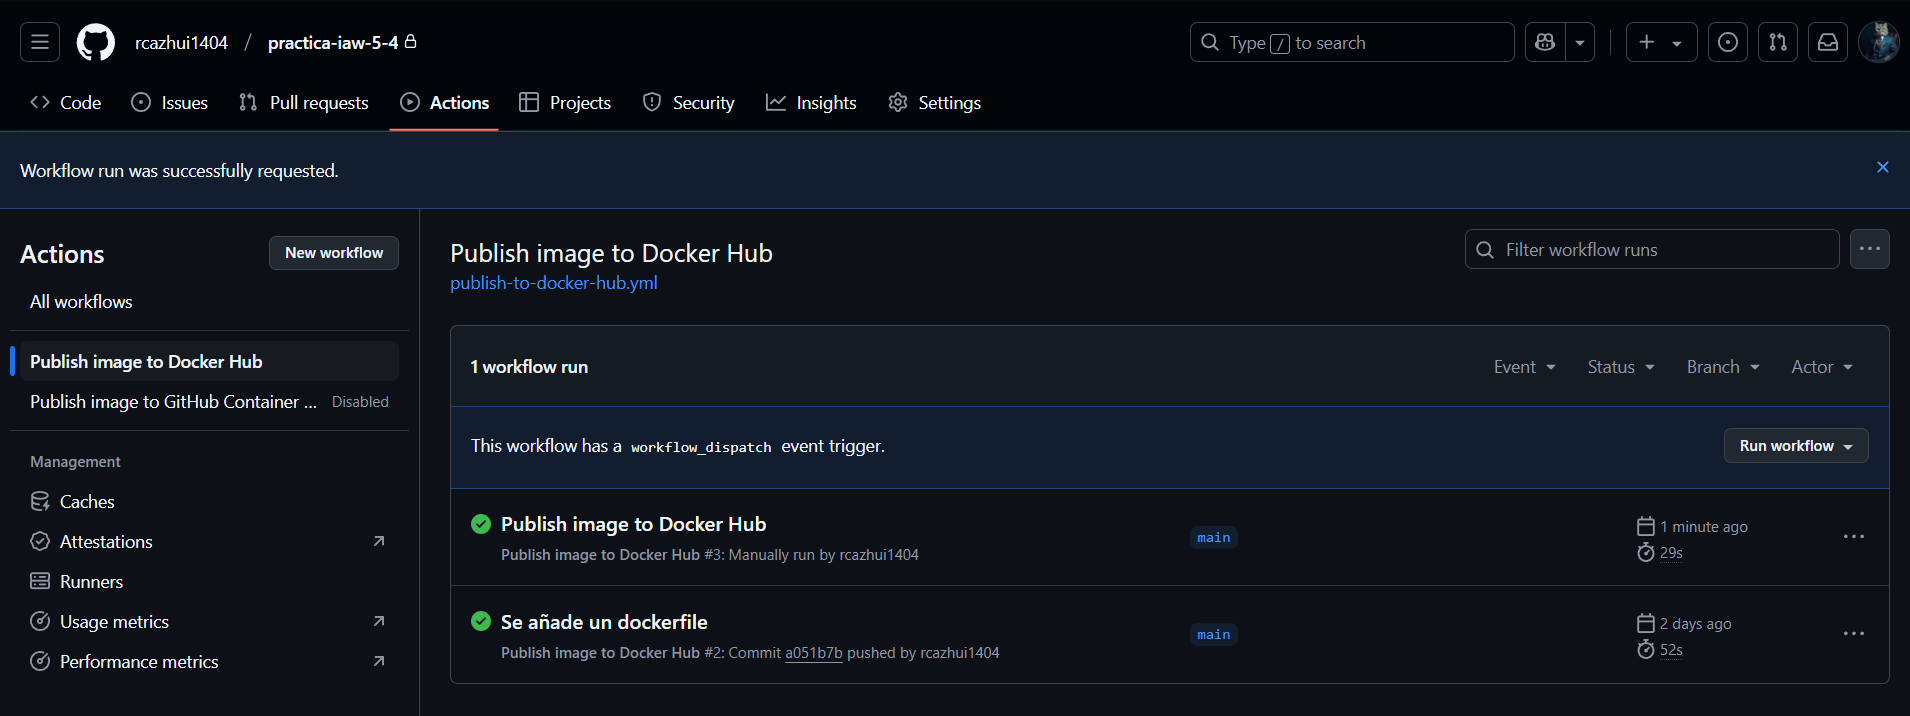 rcazhui1404 / practica-iaw-5-4
Type / to search
Code
Issues
Pull requests
Actions
Projects
Security
Insights
Settings
Workflow run was successfully requested.
Actions
New workflow
All workflows
Publish image to Docker Hub
Publish image to GitHub Container ... Disabled
Management
Caches
Attestations
Runners
Usage metrics
Performance metrics
Publish image to Docker Hub
publish-to-docker-hub.yml
Filter workflow runs
1 workflow run
Event
Status
Branch
Actor
This workflow has a workflow_dispatch event trigger.
Run workflow
Publish image to Docker Hub
Publish image to Docker Hub #3: Manually run by rcazhui1404
main
1 minute ago
29s
Se añade un dockerfile
Publish image to Docker Hub #2: Commit a051b7b pushed by rcazhui1404
main
2 days ago
52s